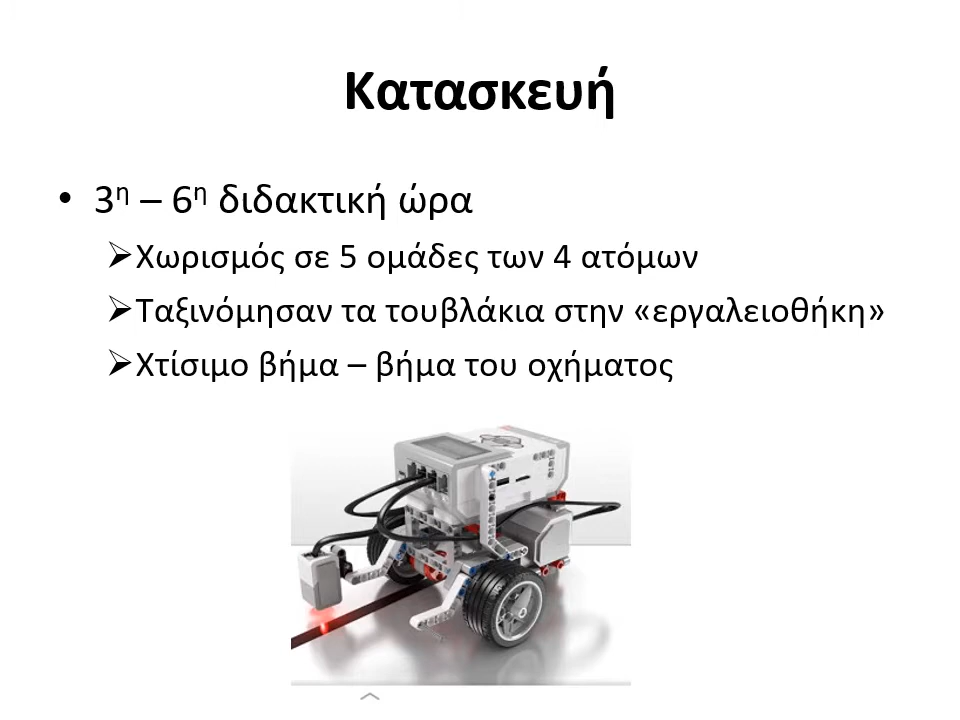 Κατασκευή
• 3η – 6η διδακτική ώρα
➢Χωρισμός σε 5 ομάδες των 4 ατόμων
➢Ταξινόμησαν τα τουβλάκια στην «εργαλειοθήκη»
➢Χτίσιμο βήμα – βήμα του οχήματος